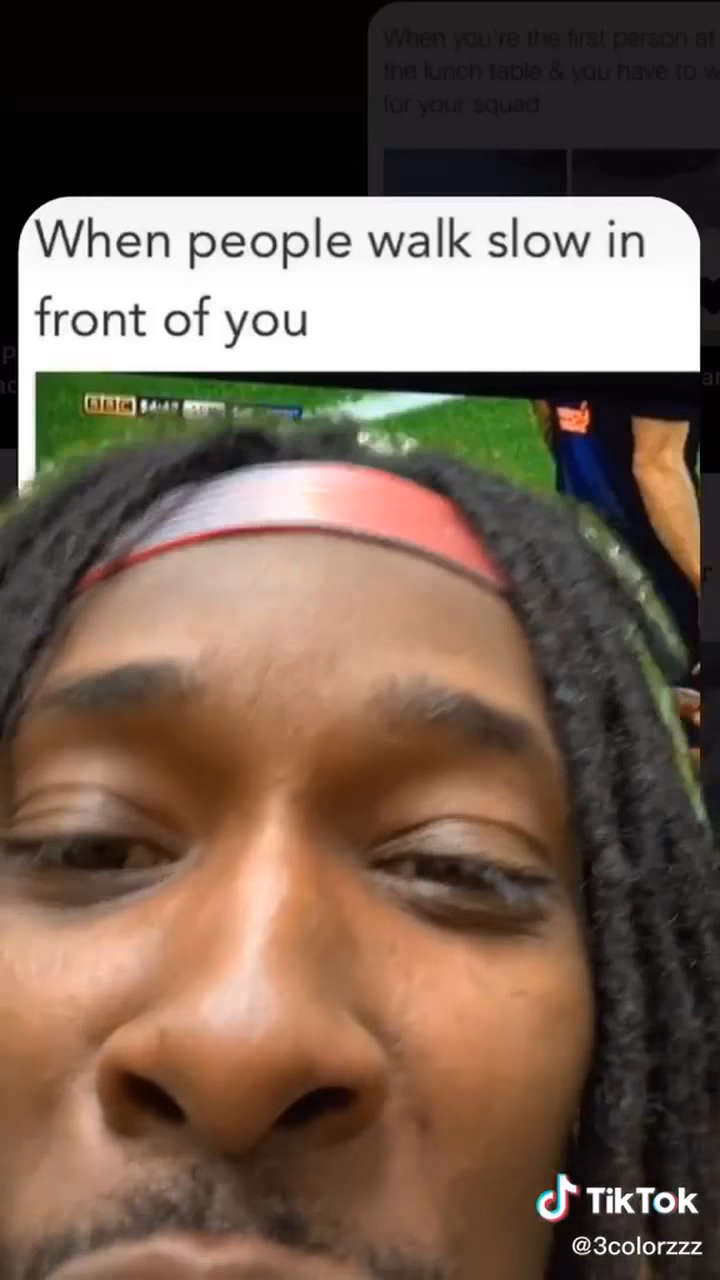 When you're the first person at
the lunch table & you have to
for your squad
When people walk slow in
front of you
BBC
TikTok
@3colorzzz